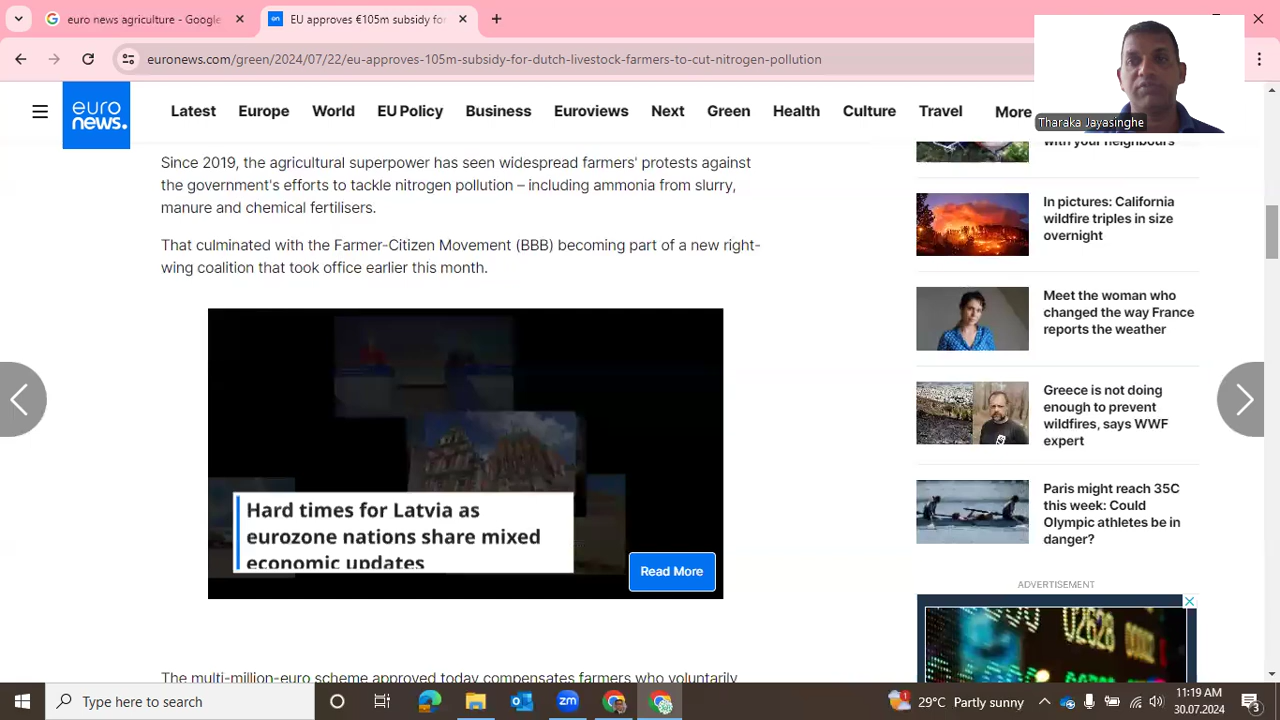 eu news agriculture - Google
EU approves €105m subsidy for
euronews.com/green/2024/07/22/eu-approves-105m-subsidy-for-dutch-livestock-farmers-to-cut-nitrogen-pollution
euro
news.
Latest Europe World EU Policy Business Euroviews Next Green Health Culture Travel More
Tharaka Jayasinghe
Since 2019, the agricultural superpower has seen widespread farmers' protests against
the government's efforts to tackle nitrogen pollution – including ammonia from slurry,
manure and chemical fertilisers.
That culminated with the Farmer-Citizen Movement (BBB) becoming part of a new right-
wing coalition that took office earlier this month.
Hard times for Latvia as
eurozone nations share mixed
economic updates
Read More
The multi-million-euro scheme approved today compensates farmers who voluntarily
with your neighbours
In pictures: California
wildfire triples in size
overnight
Meet the woman who
changed the way France
reports the weather
Greece is not doing
enough to prevent
wildfires, says WWF
expert
Paris might reach 35C
this week: Could
Olympic athletes be in
danger?
ADVERTISEMENT
02628
Type here to search
zm
1
29°C Partly sunny
11:19 AM
30.07.2024
3